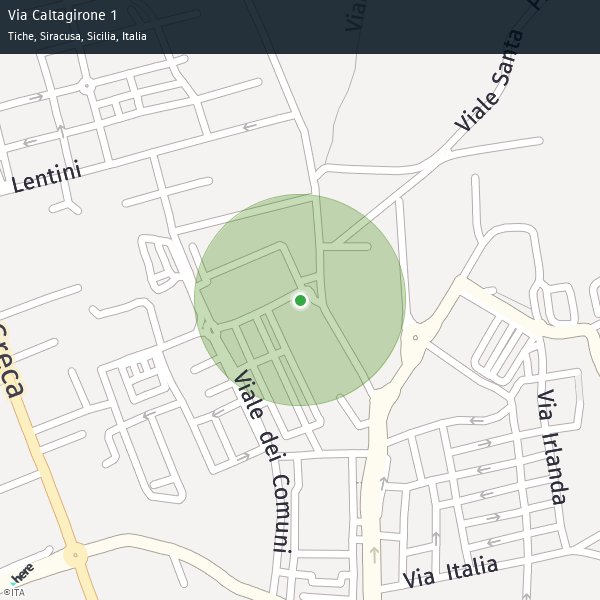 Via Caltagirone 1
Tiche, Siracusa, Sicilia, Italia
Via
Viale Santa
Lentini
Greca
Viale dei Comuni
Via Irlanda
Via Italia
here
©ITA